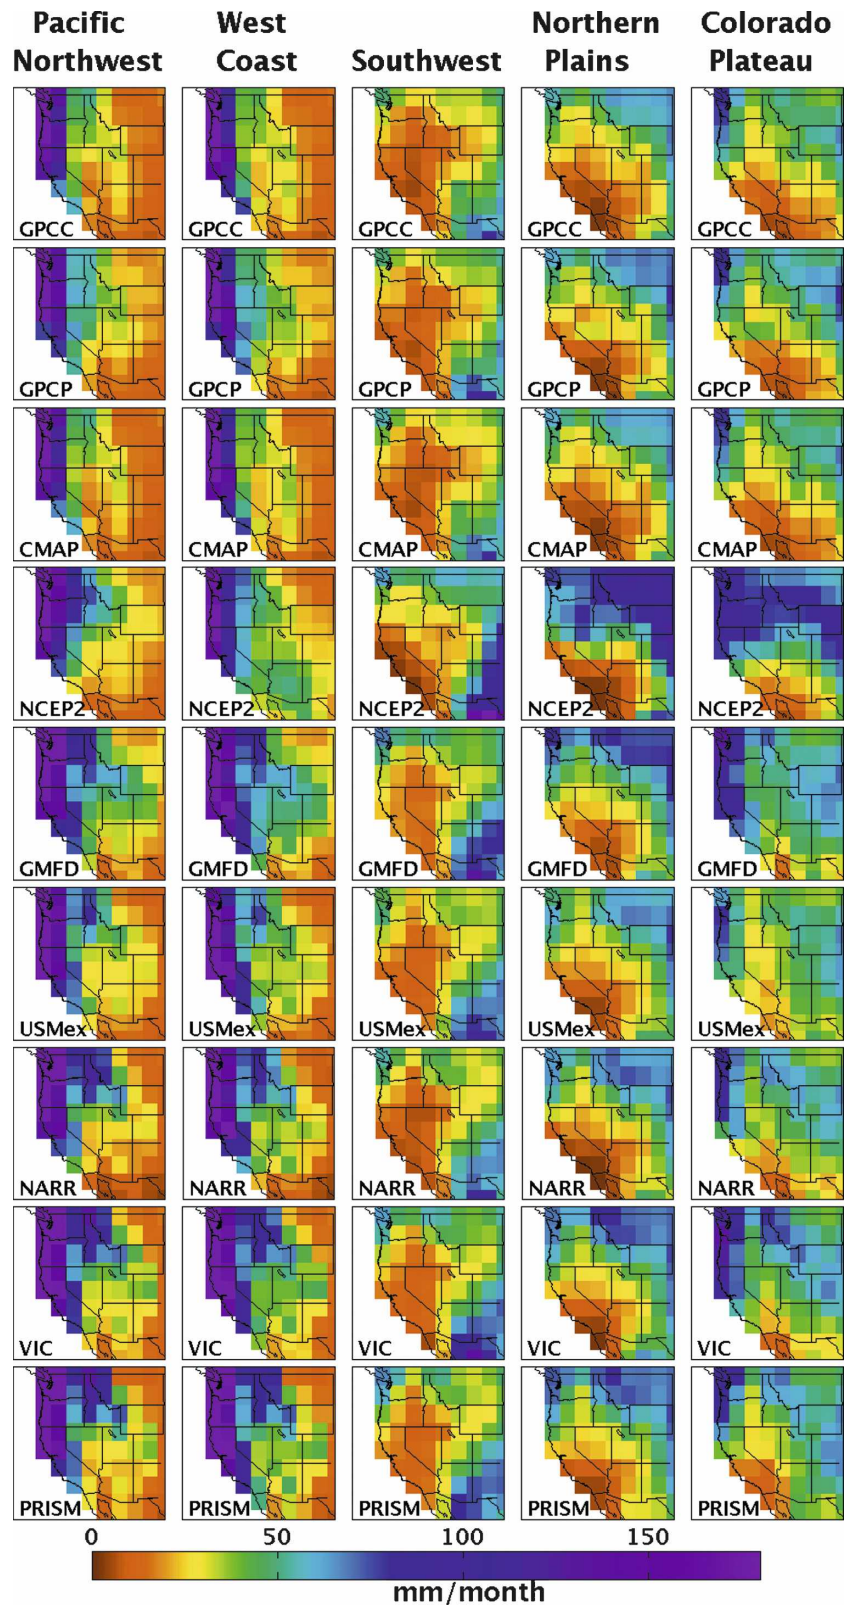 Pacific Northwest
West Coast
Southwest
Northern Plains
Colorado Plateau
GPCC GPCC GPCC GPCC GPCC
GPCP GPCP GPCP GPCP GPCP
CMAP CMAP CMAP CMAP CMAP
NCEP2 NCEP2 NCEP2 NCEP2 NCEP2
GMFD GMFD GMFD GMFD GMFD
USMex USMex USMex USMex USMex
NARR NARR NARR NARR NARR
VIC VIC VIC VIC VIC
PRISM PRISM PRISM PRISM PRISM
0 50 100 150
mm/month